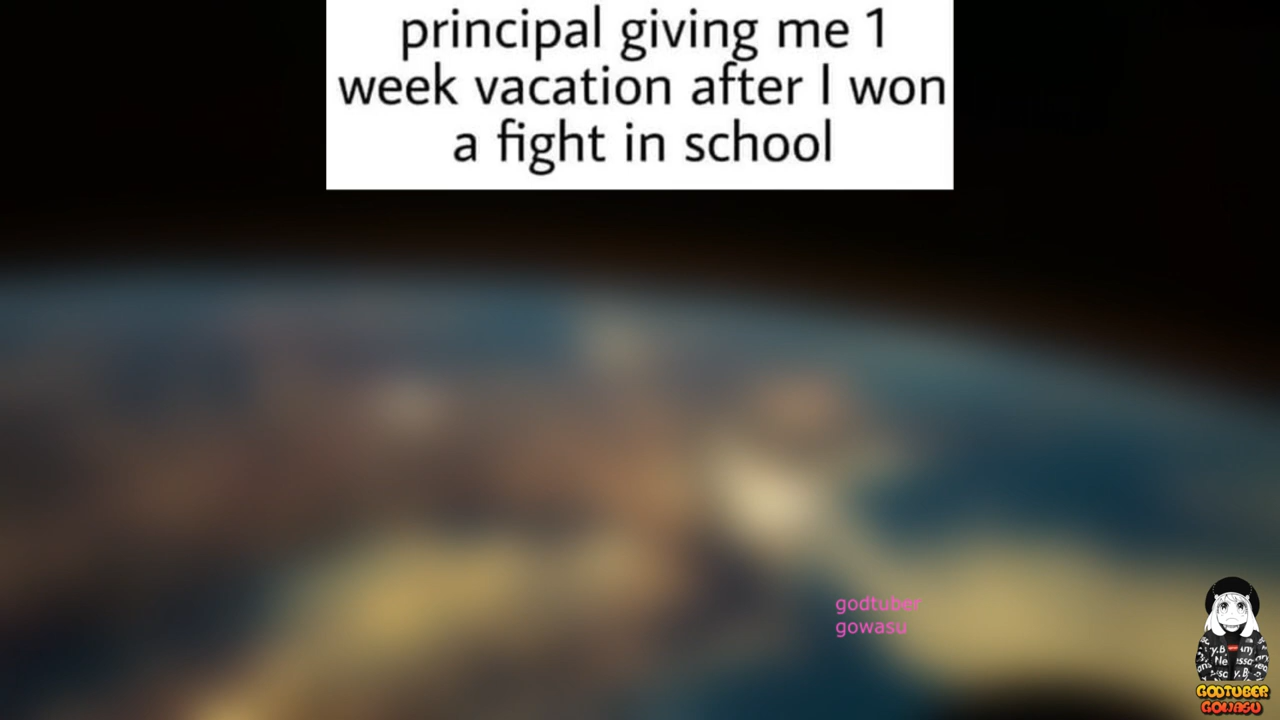 principal giving me 1
week vacation after I won
a fight in school
godtuber
gowasu
GODTUBER
GOWASU